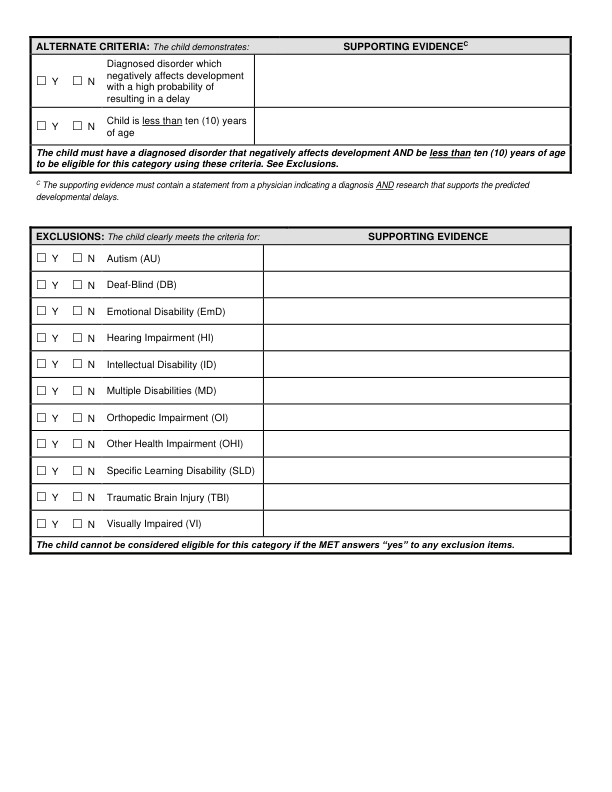 ALTERNATE CRITERIA: The child demonstrates: SUPPORTING EVIDENCE^C
☐ Y ☐ N Diagnosed disorder which
negatively affects development
with a high probability of
resulting in a delay
☐ Y ☐ N Child is less than ten (10) years
of age
The child must have a diagnosed disorder that negatively affects development AND be less than ten (10) years of age
to be eligible for this category using these criteria. See Exclusions.
C The supporting evidence must contain a statement from a physician indicating a diagnosis AND research that supports the predicted
developmental delays.
EXCLUSIONS: The child clearly meets the criteria for: SUPPORTING EVIDENCE
☐ Y ☐ N Autism (AU)
☐ Y ☐ N Deaf-Blind (DB)
☐ Y ☐ N Emotional Disability (EmD)
☐ Y ☐ N Hearing Impairment (HI)
☐ Y ☐ N Intellectual Disability (ID)
☐ Y ☐ N Multiple Disabilities (MD)
☐ Y ☐ N Orthopedic Impairment (OI)
☐ Y ☐ N Other Health Impairment (OHI)
☐ Y ☐ N Specific Learning Disability (SLD)
☐ Y ☐ N Traumatic Brain Injury (TBI)
☐ Y ☐ N Visually Impaired (VI)
The child cannot be considered eligible for this category if the MET answers “yes” to any exclusion items.